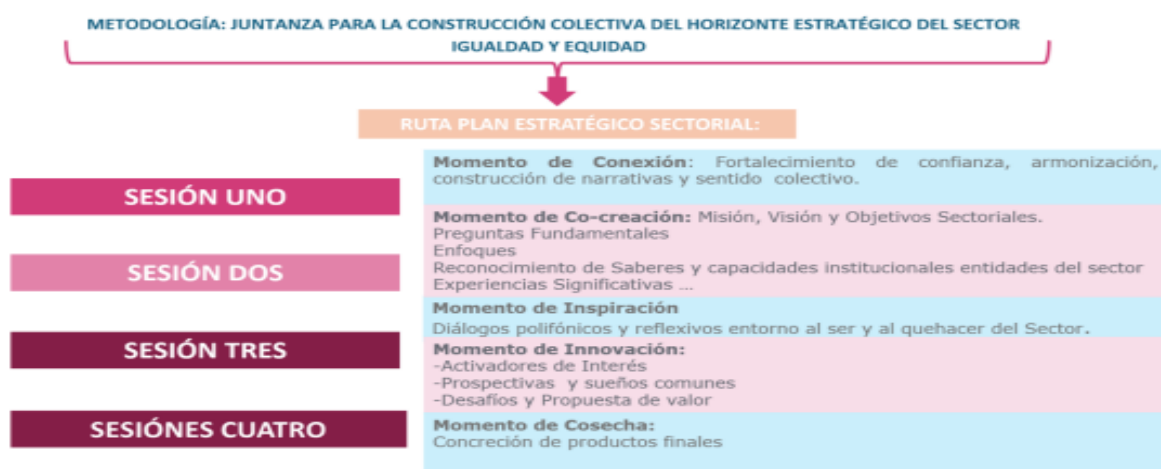 METODOLOGÍA: JUNTANZA PARA LA CONSTRUCCIÓN COLECTIVA DEL HORIZONTE ESTRATÉGICO DEL SECTOR
IGUALDAD Y EQUIDAD
RUTA PLAN ESTRATÉGICO SECTORIAL:
SESIÓN UNO
SESIÓN DOS
SESIÓN TRES
SESIÓNES CUATRO
Momento de Conexión: Fortalecimiento de confianza, armonización,
construcción de narrativas y sentido colectivo.
Momento de Co-creación: Misión, Visión y Objetivos Sectoriales.
Preguntas Fundamentales
Enfoques
Reconocimiento de Saberes y capacidades institucionales entidades del sector
Experiencias Significativas ...
Momento de Inspiración
Diálogos polifónicos y reflexivos entorno al ser y al quehacer del Sector.
Momento de Innovación:
-Activadores de Interés
-Prospectivas y sueños comunes
-Desafíos y Propuesta de valor
Momento de Cosecha:
Concreción de productos finales